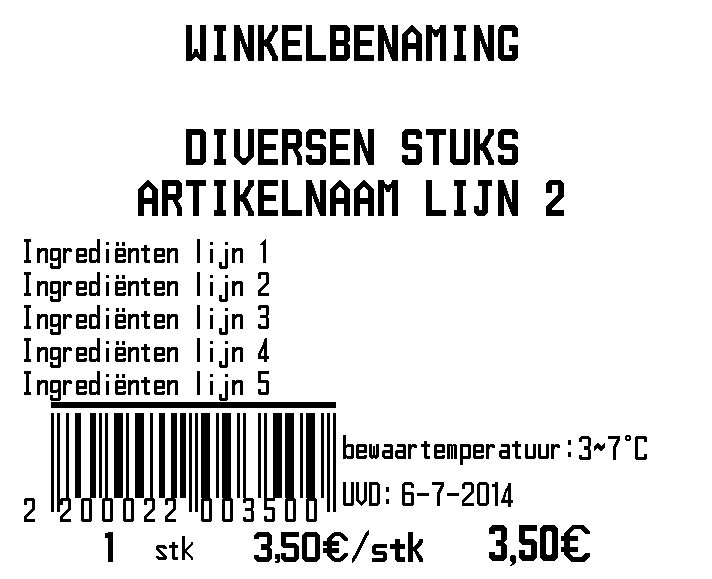 WINKELBENAMING
DIVERSEN STUKS
ARTIKELNAAM LIJN 2
Ingrediënten lijn 1
Ingrediënten lijn 2
Ingrediënten lijn 3
Ingrediënten lijn 4
Ingrediënten lijn 5
bewaartemperatuur:3~7°C
UVD: 6-7-2014
2 200022 003500
1 stk 3,50€/stk 3,50€